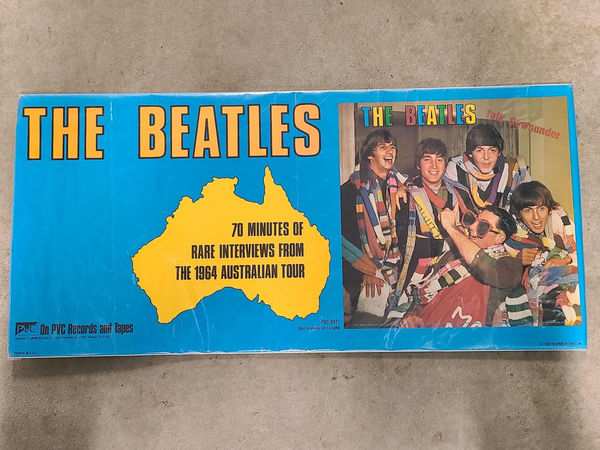 THE BEATLES
70 MINUTES OF
RARE INTERVIEWS FROM
THE 1964 AUSTRALIAN TOUR
PVC On PVC Records and Tapes
THE BEATLES
Talk Downunder